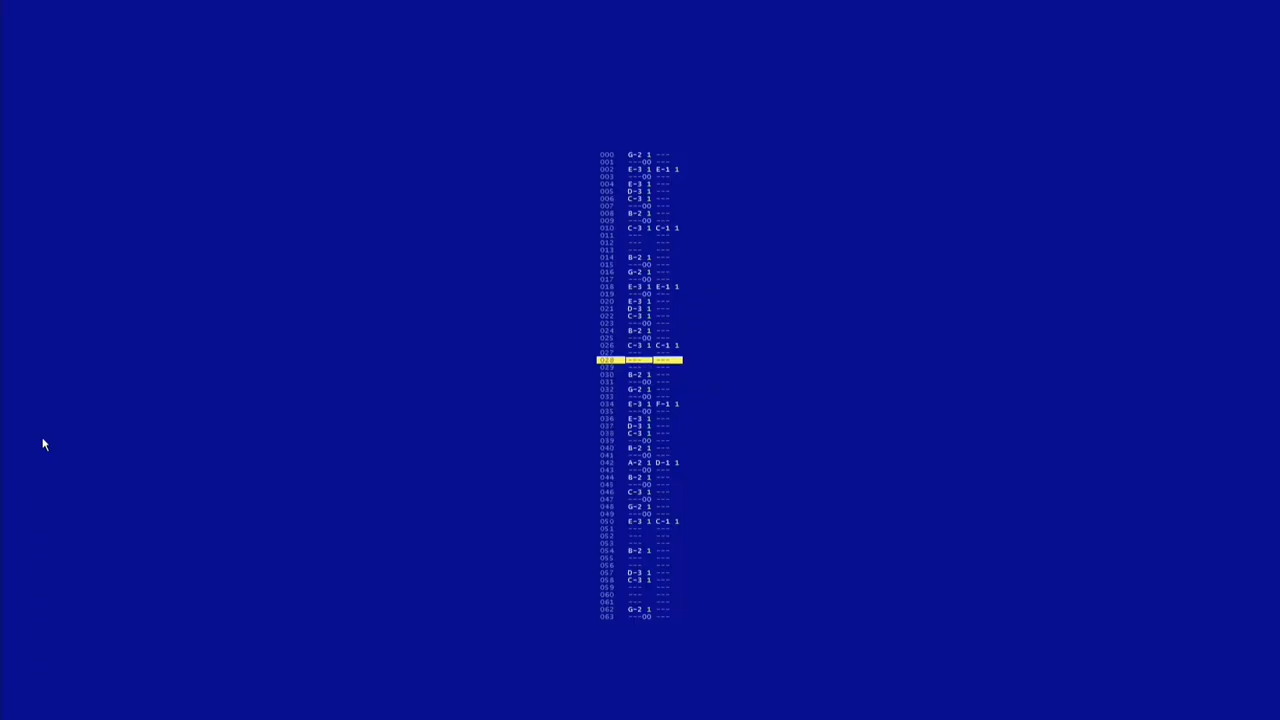 000 G-2 1 ---
001 ---00 ---
002 E-3 1 E-1 1
003 ---00 ---
004 E-3 1 ---
005 D-3 1 ---
006 C-3 1 ---
007 ---00 ---
008 B-2 1 ---
009 ---00 ---
010 C-3 1 C-1 1
011 --- ---
012 --- ---
013 --- ---
014 B-2 1 ---
015 ---00 ---
016 G-2 1 ---
017 ---00 ---
018 E-3 1 E-1 1
019 ---00 ---
020 E-3 1 ---
021 D-3 1 ---
022 C-3 1 ---
023 ---00 ---
024 B-2 1 ---
025 ---00 ---
026 C-3 1 C-1 1
027 --- ---
028 --- ---
029 --- ---
030 B-2 1 ---
031 ---00 ---
032 G-2 1 ---
033 ---00 ---
034 E-3 1 F-1 1
035 ---00 ---
036 E-3 1 ---
037 D-3 1 ---
038 C-3 1 ---
039 ---00 ---
040 B-2 1 ---
041 ---00 ---
042 A-2 1 D-1 1
043 ---00 ---
044 B-2 1 ---
045 ---00 ---
046 C-3 1 ---
047 ---00 ---
048 G-2 1 ---
049 ---00 ---
050 E-3 1 C-1 1
051 --- ---
052 --- ---
053 --- ---
054 B-2 1 ---
055 --- ---
056 --- ---
057 D-3 1 ---
058 C-3 1 ---
059 --- ---
060 --- ---
061 --- ---
062 G-2 1 ---
063 ---00 ---